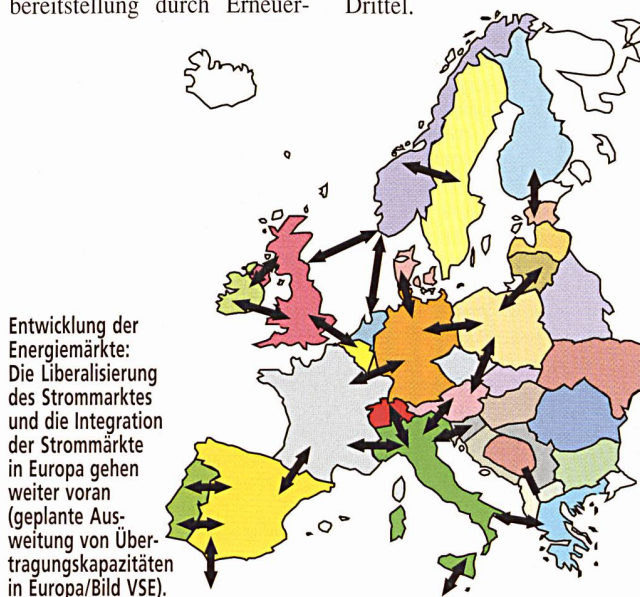 bereitstellung durch Erneuer-
Drittel.
Entwicklung der
Energiemärkte:
Die Liberalisierung
des Strommarktes
und die Integration
der Strommärkte
in Europa gehen
weiter voran
(geplante Aus-
weitung von Über-
tragungskapazitäten
in Europa/Bild VSE).